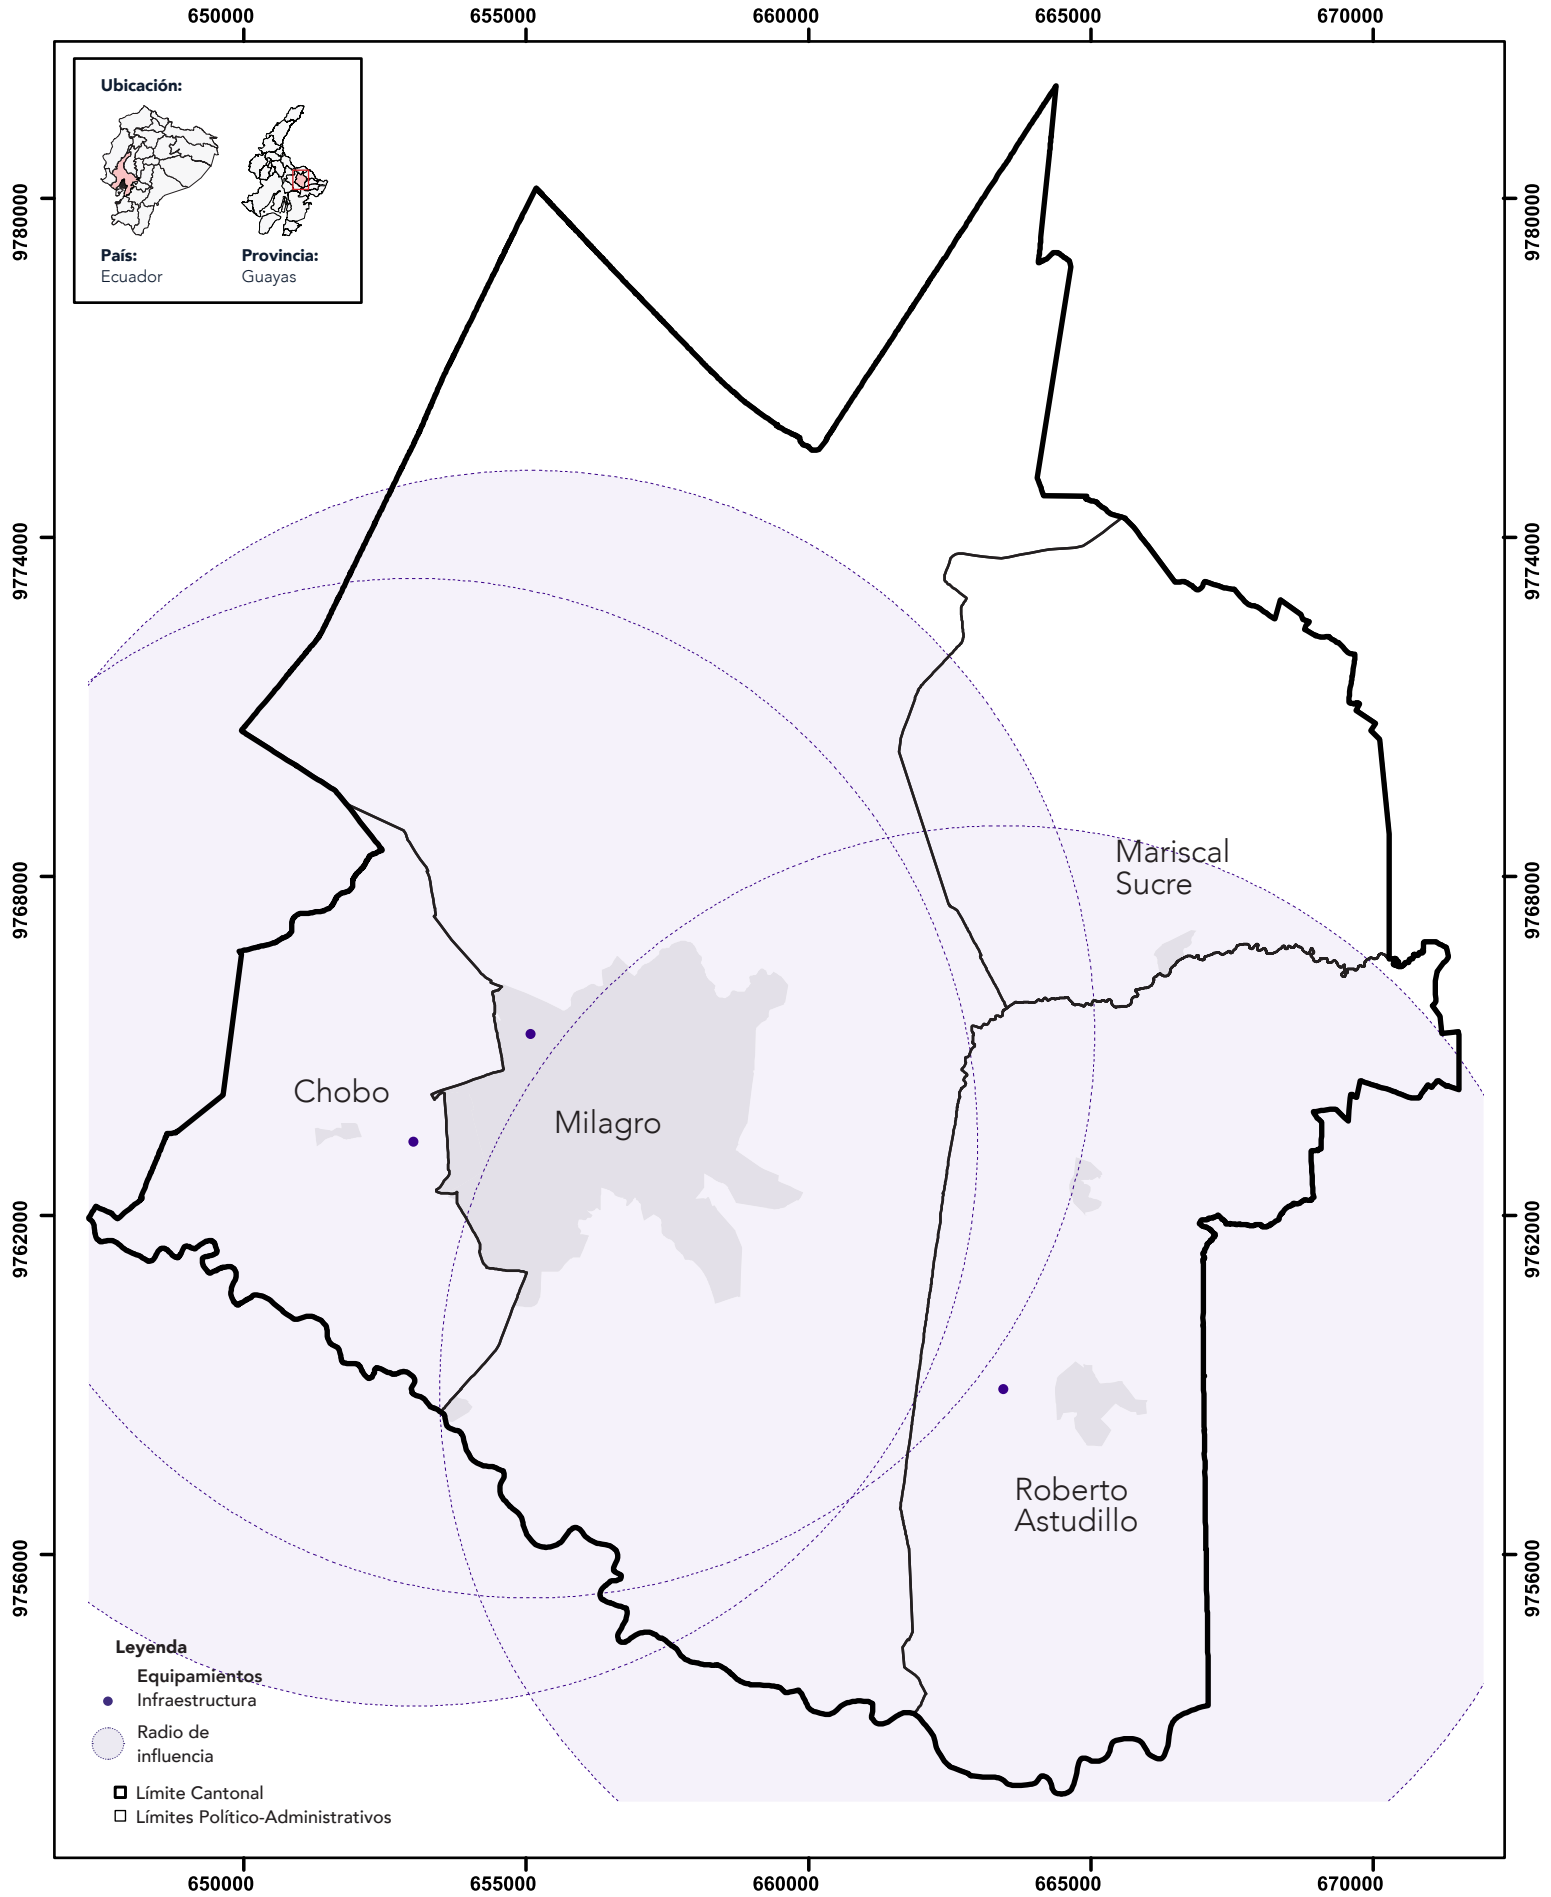 650000 655000 660000 665000 670000
Ubicación:
País:
Ecuador
Provincia:
Guayas
9780000
9780000
9774000
9774000
9768000
9768000
Mariscal
Sucre
Chobo
Milagro
9762000
9762000
Roberto
Astudillo
9756000
9756000
Leyenda
Equipamientos
Infraestructura
Radio de
influencia
Límite Cantonal
Límites Político-Administrativos
650000 655000 660000 665000 670000